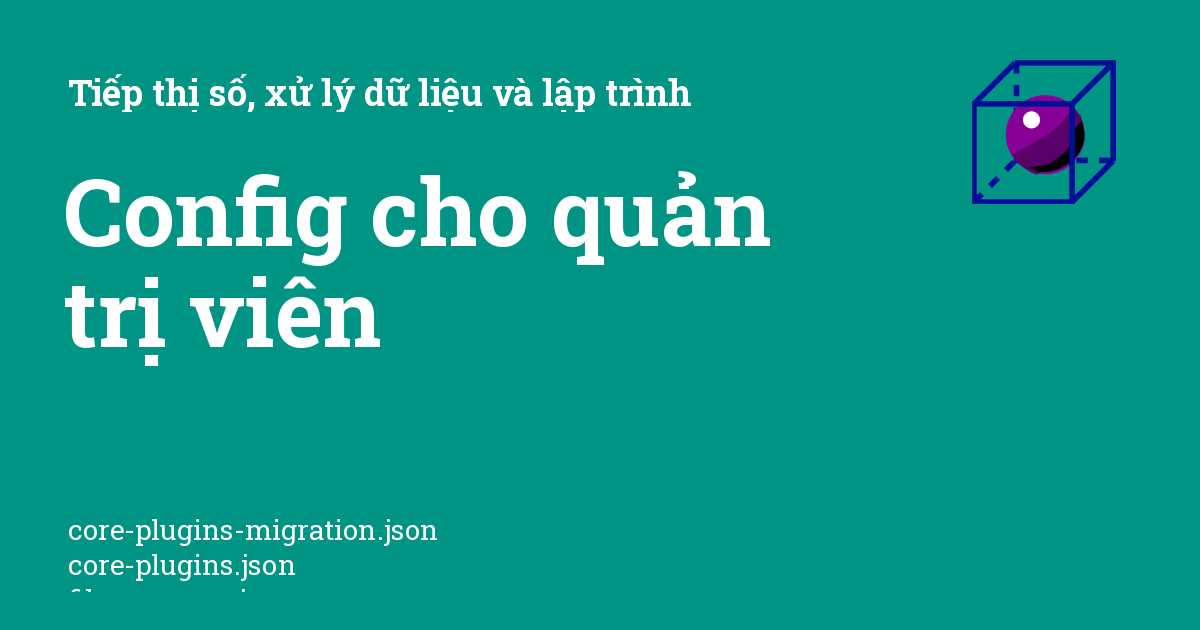 Tiếp thị số, xử lý dữ liệu và lập trình
Config cho quản
trị viên
core-plugins-migration.json
core-plugins.json